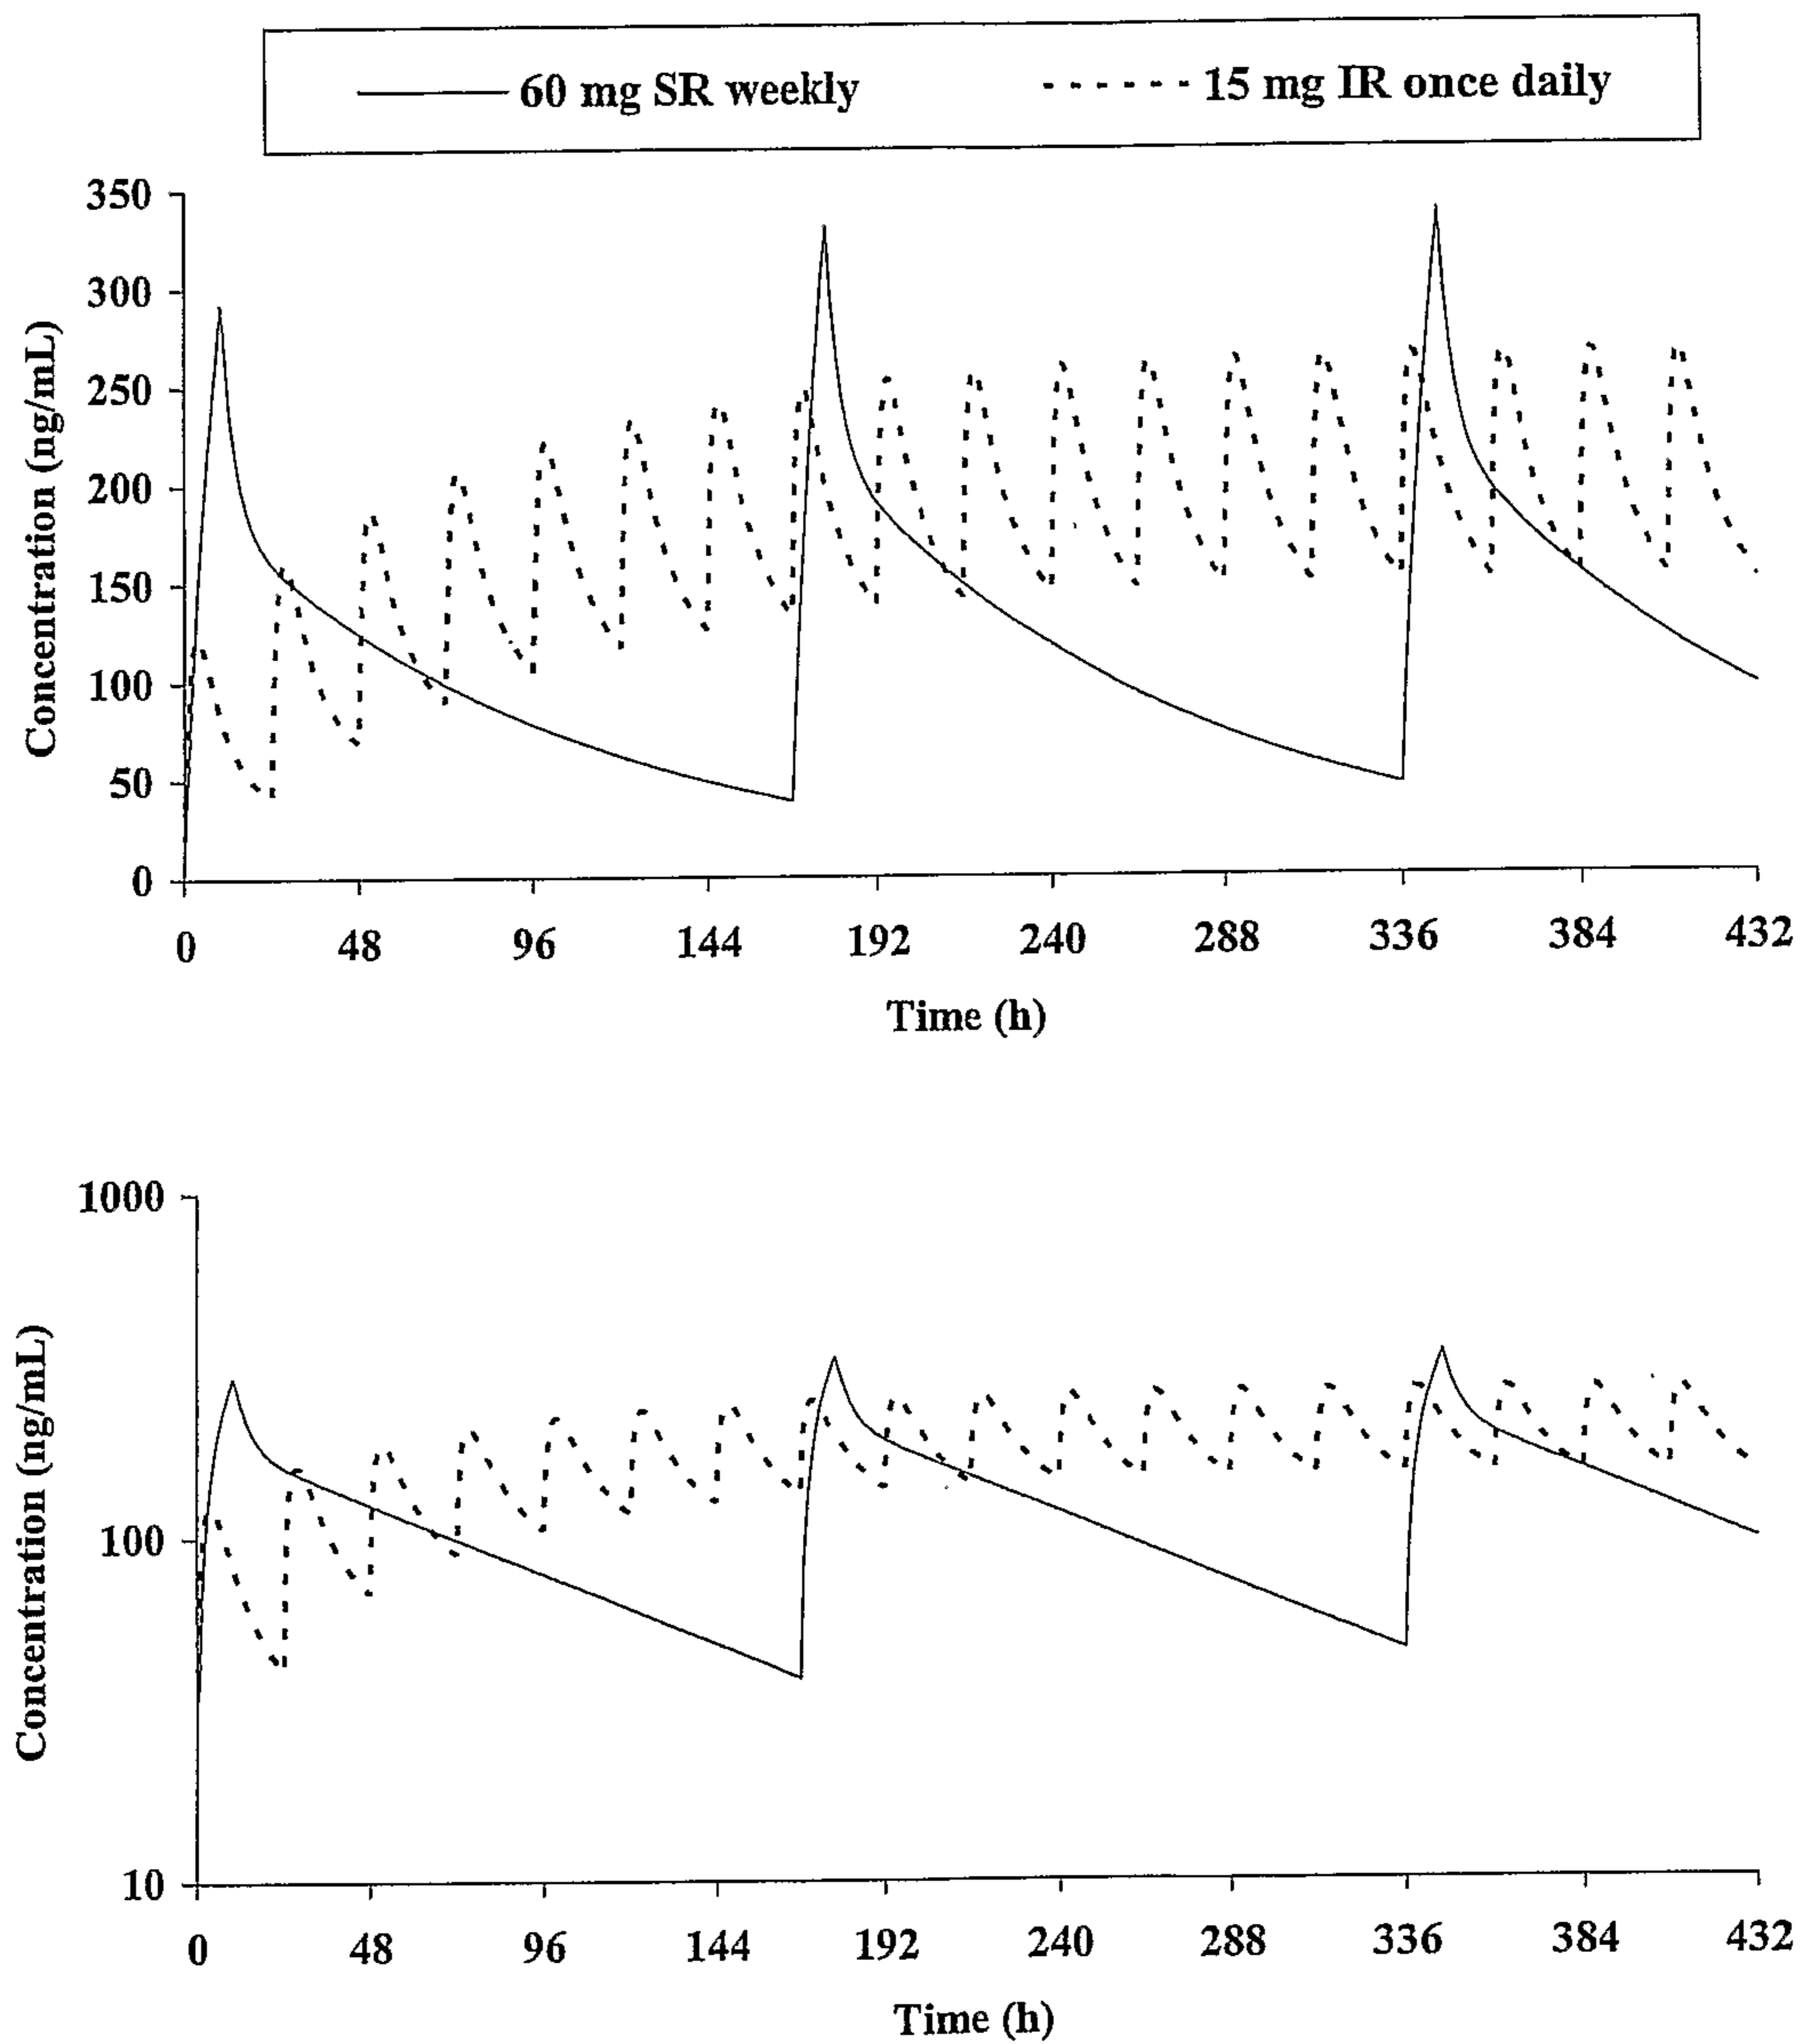 60 mg SR weekly 15 mg IR once daily
350
300
250
200
150
100
50
0
Concentration (ng/mL)
0 48 96 144 192 240 288 336 384 432
Time (h)
1000
100
10
Concentration (ng/mL)
0 48 96 144 192 240 288 336 384 432
Time (h)